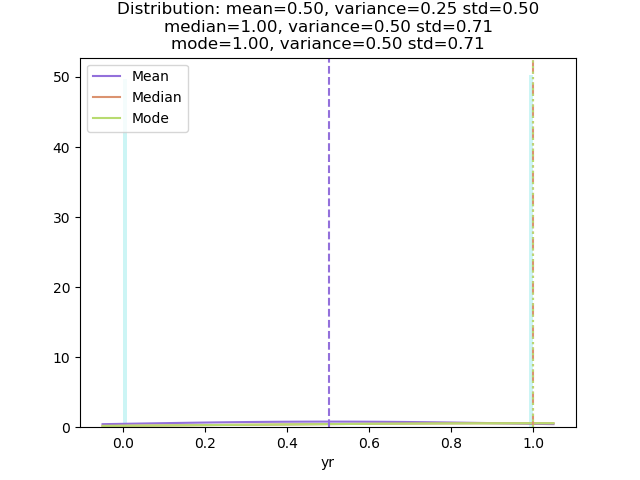 Distribution: mean=0.50, variance=0.25 std=0.50
median=1.00, variance=0.50 std=0.71
mode=1.00, variance=0.50 std=0.71
Mean
Median
Mode
50
40
30
20
10
0
0.0 0.2 0.4 0.6 0.8 1.0
yr